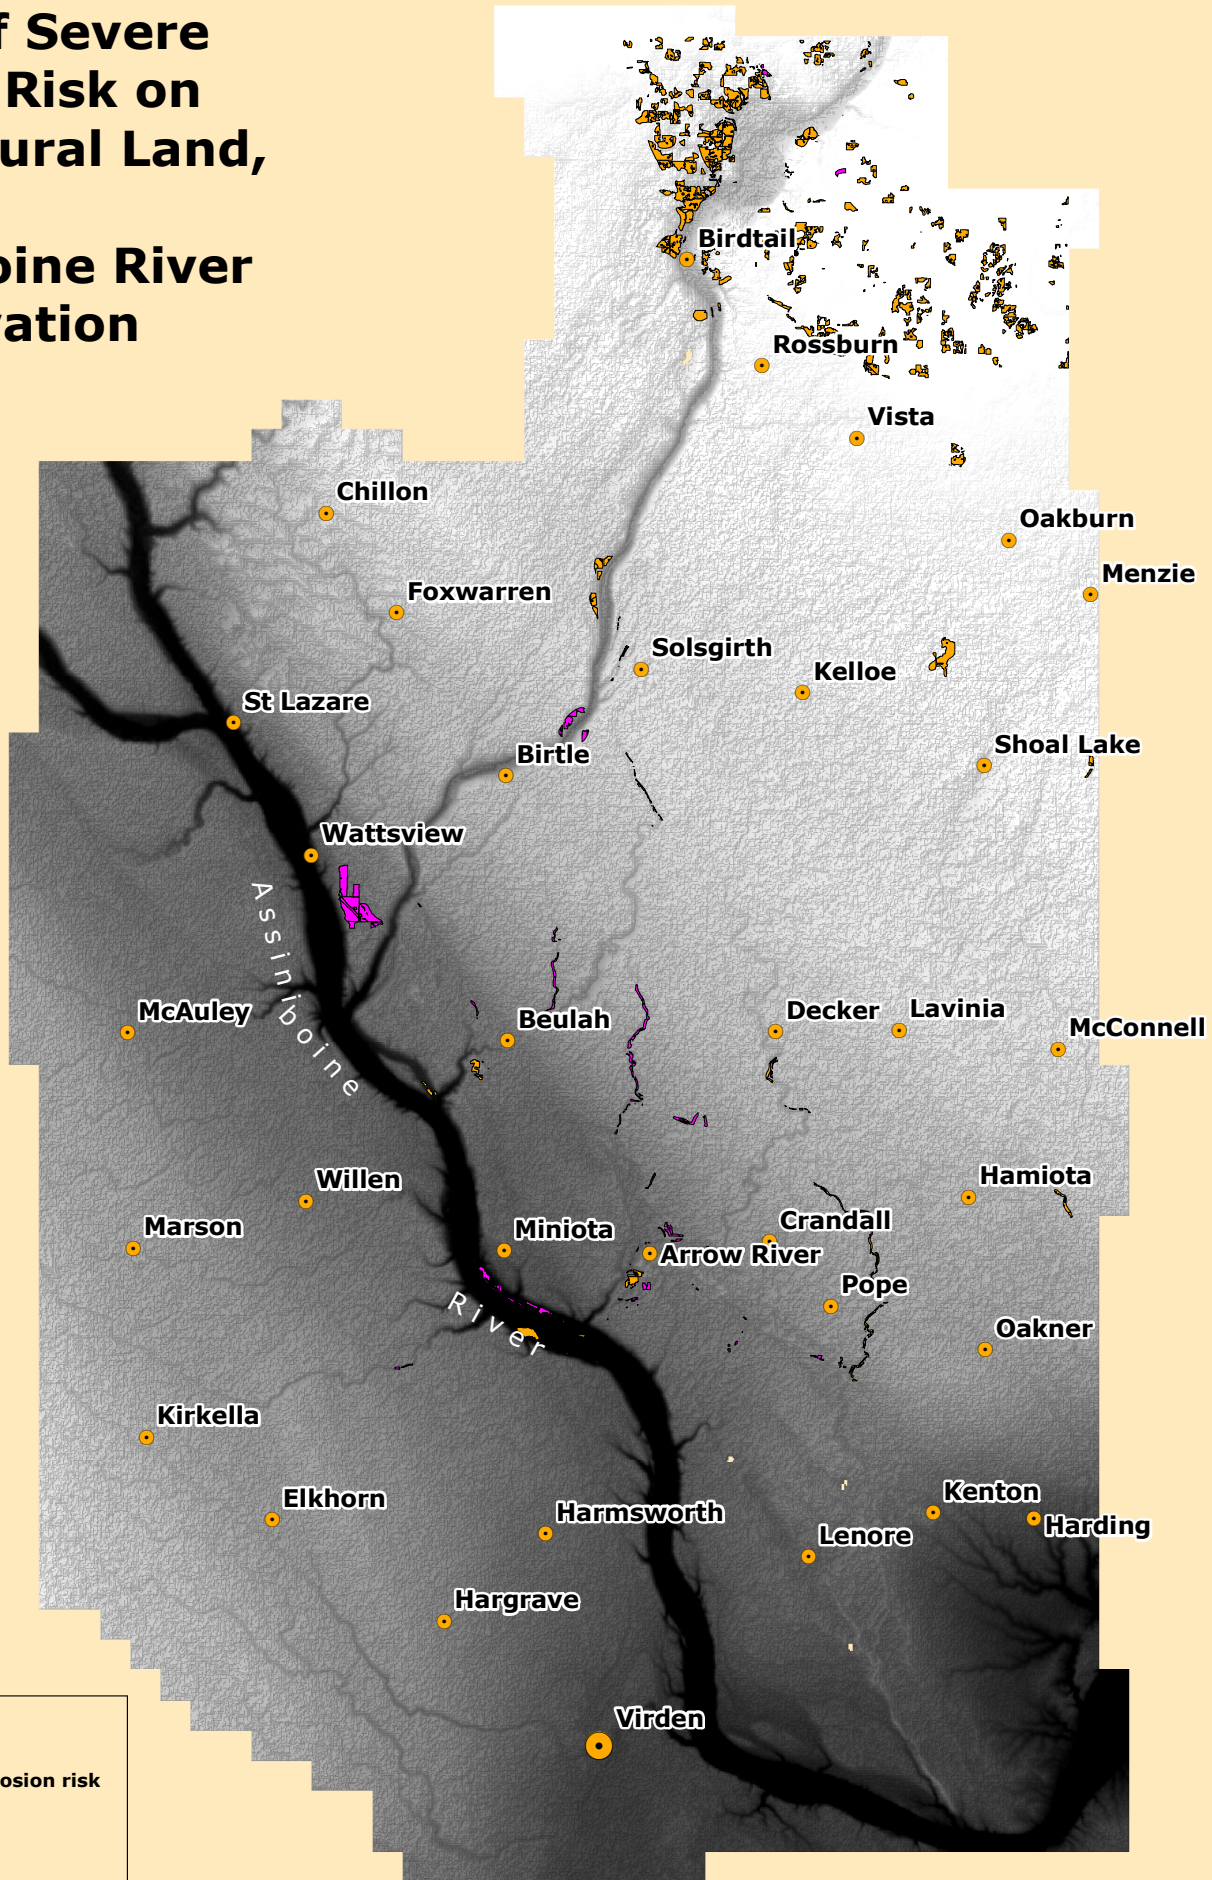 f Severe
Risk on
ural Land,
oine River
vation
Birdtail
Rossburn
Vista
Chillon
Oakburn
Menzie
Foxwarren
Solsgirth
Kelloe
St Lazare
Shoal Lake
Birtle
Wattsview
Assiniboine
McAuley
Beulah
Decker
Lavinia
McConnell
Willen
Hamiota
Marson
Miniota
Crandall
Arrow River
Pope
River
Oakner
Kirkella
Elkhorn
Harmsworth
Kenton
Harding
Lenore
Hargrave
Virden
osion risk